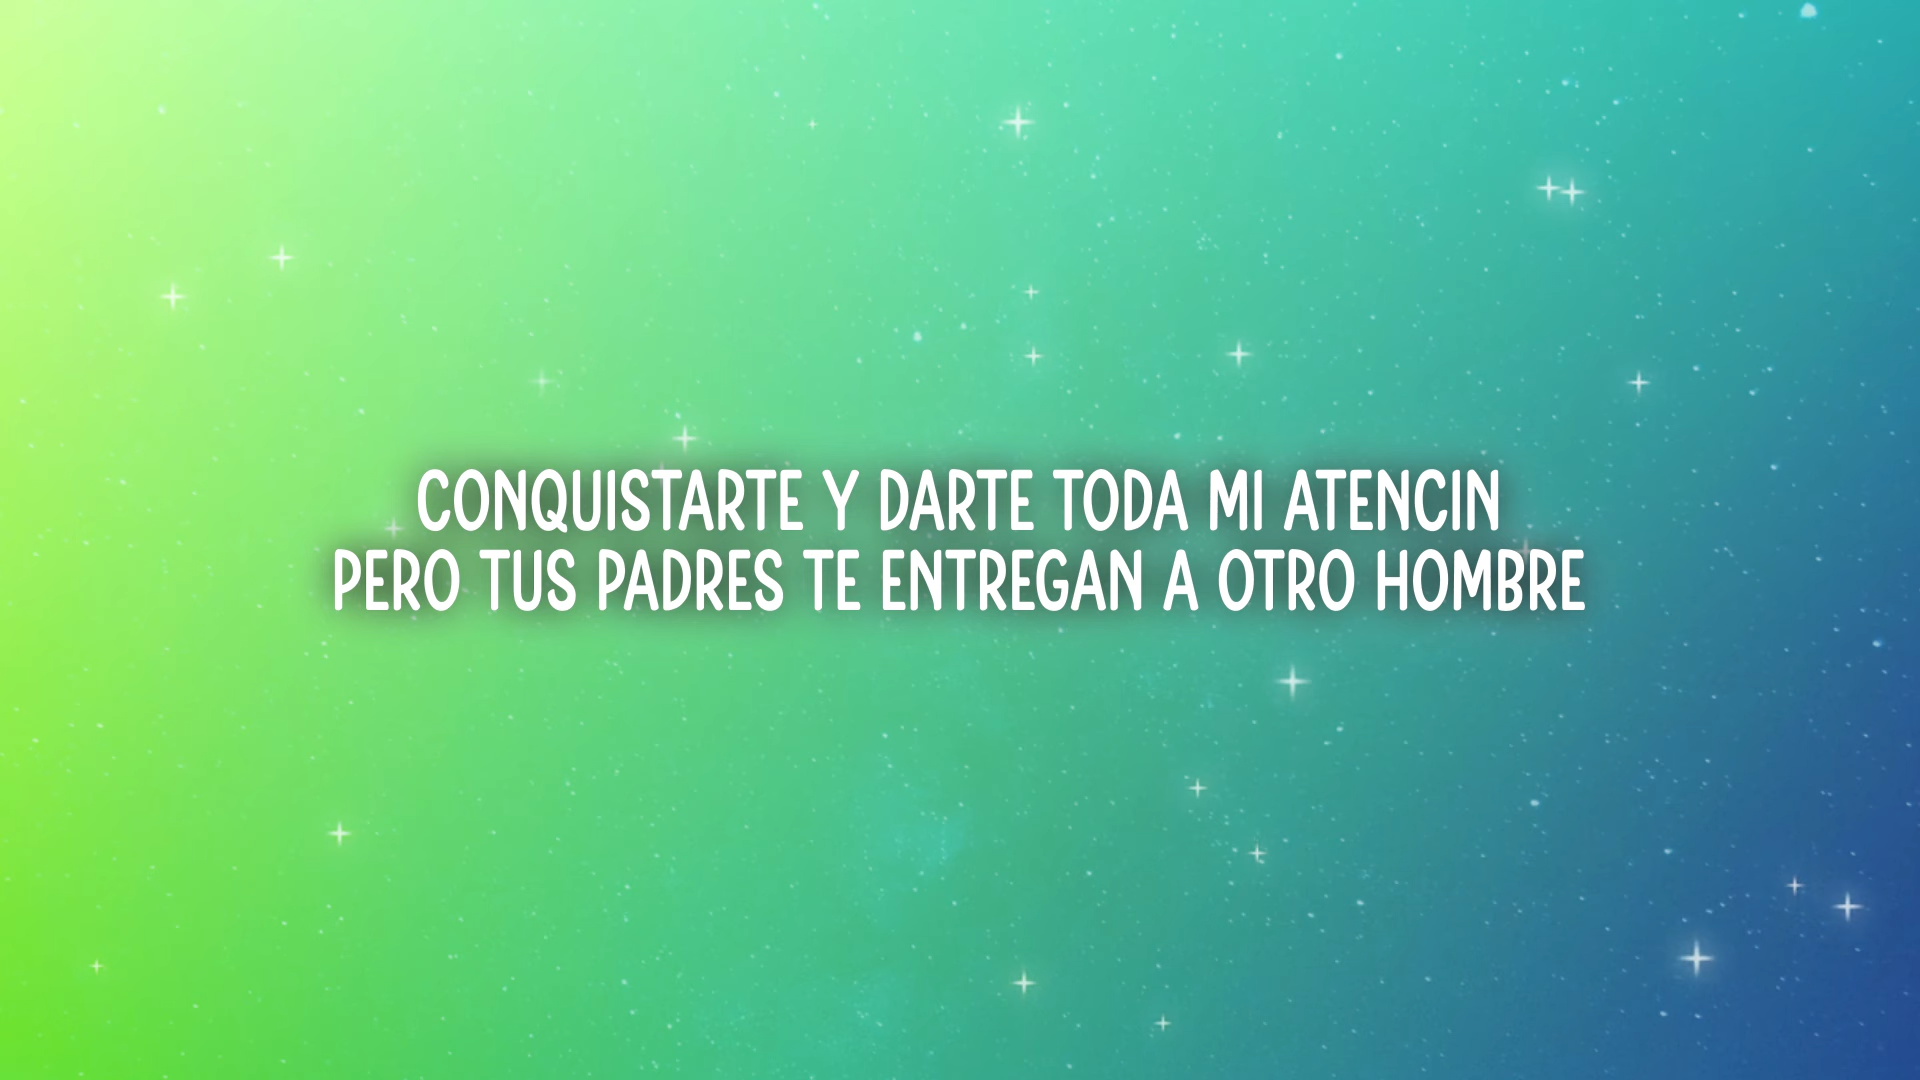 CONQUISTARTE Y DARTE TODA MI ATENCIN
PERO TUS PADRES TE ENTREGAN A OTRO HOMBRE